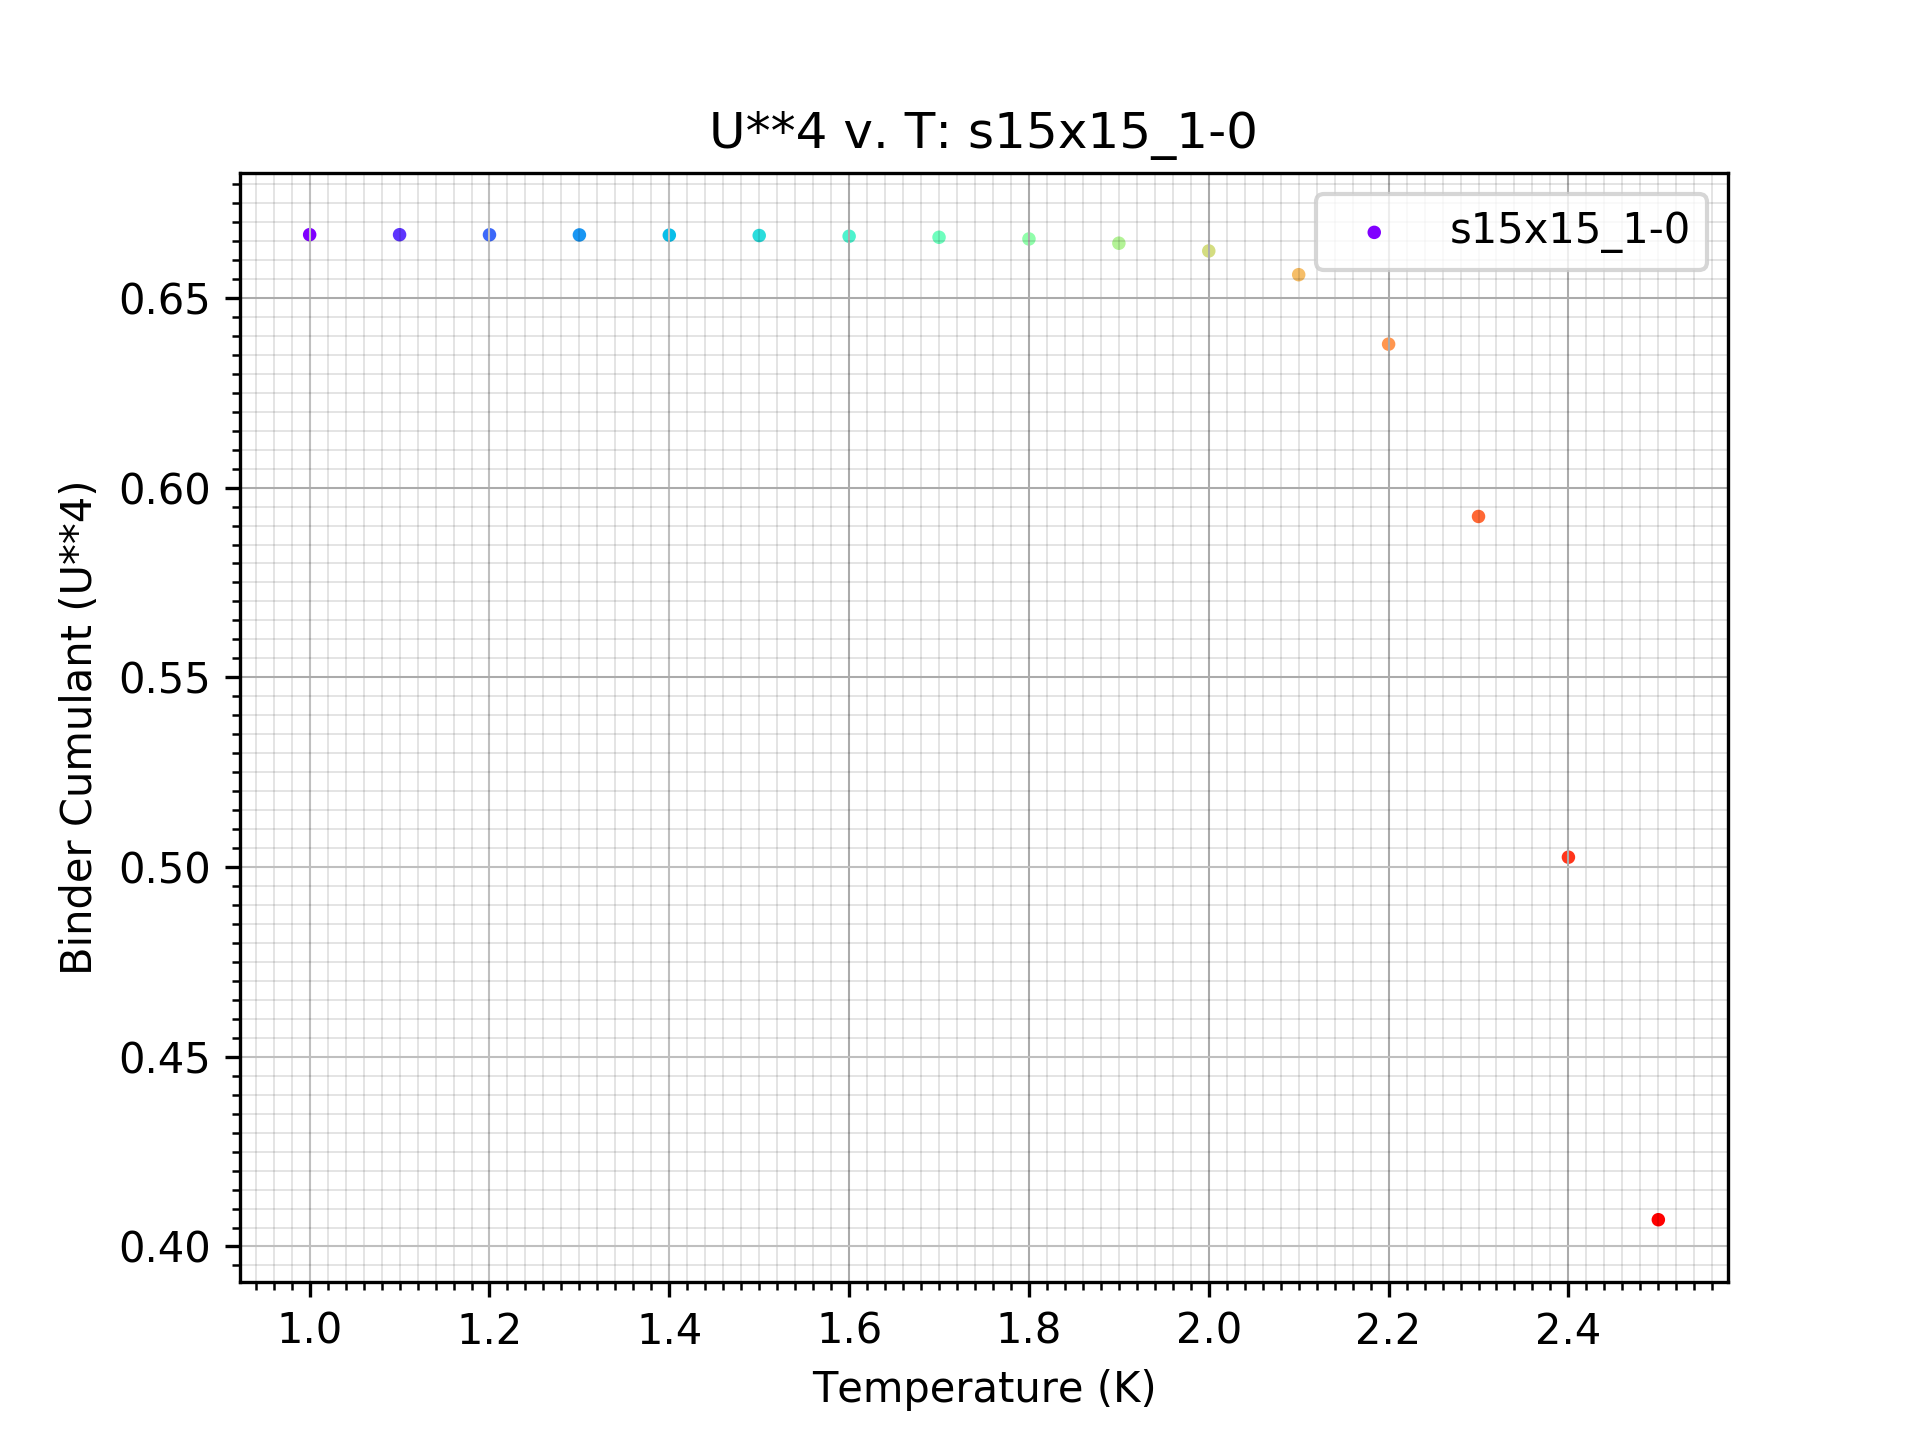 U**4 v. T: s15x15_1-0
s15x15_1-0
Binder Cumulant (U**4)
0.65
0.60
0.55
0.50
0.45
0.40
1.0 1.2 1.4 1.6 1.8 2.0 2.2 2.4
Temperature (K)